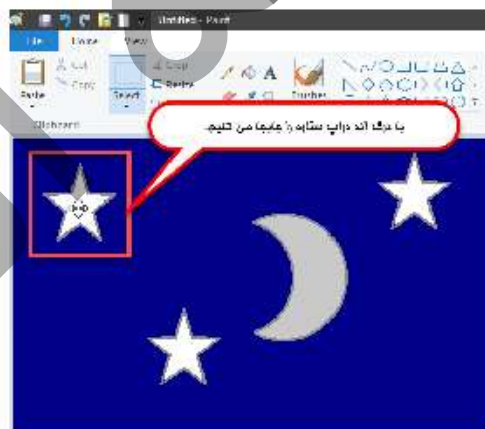 Untitled - Paint
File Home View
Cut
Copy
Paste
Select
Crop
Resize
A
Brushes
Clipboard
با درگ اند دراپ ستاره را جابجا می کنیم.